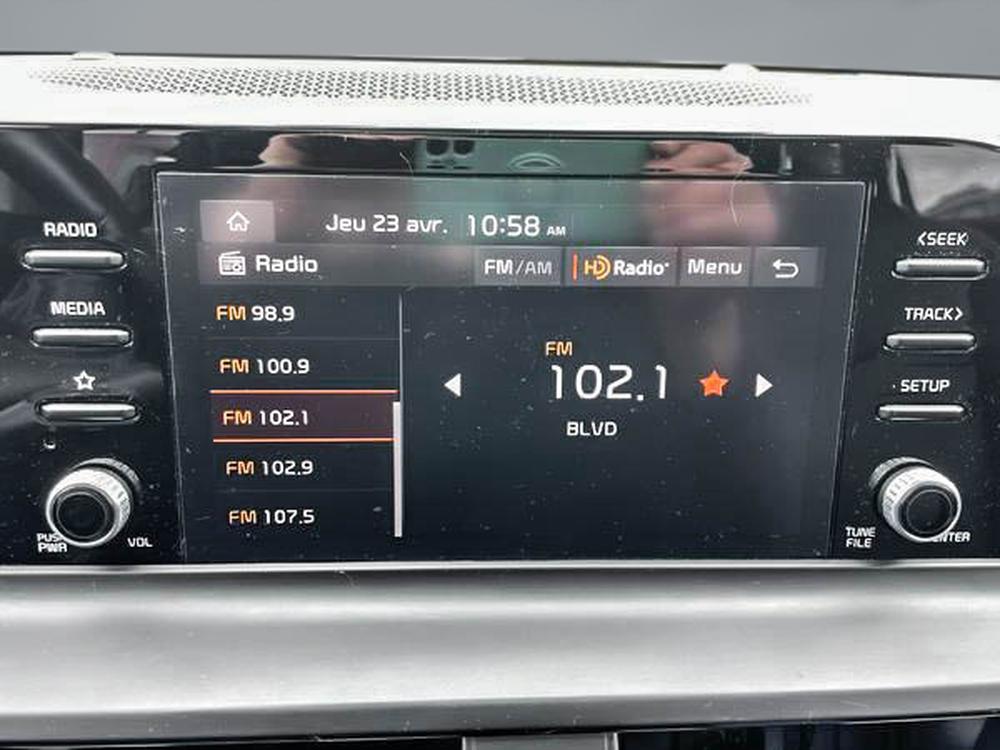 RADIO
MEDIA
PUSH
PWR
VOL
Jeu 23 avr. 10:58 AM
Radio
FM/AM
HD Radio
Menu
FM 98.9
FM 100.9
FM 102.1
FM 102.9
FM 107.5
FM
102.1
BLVD
<SEEK
TRACK>
SETUP
TUNE
FILE
ENTER